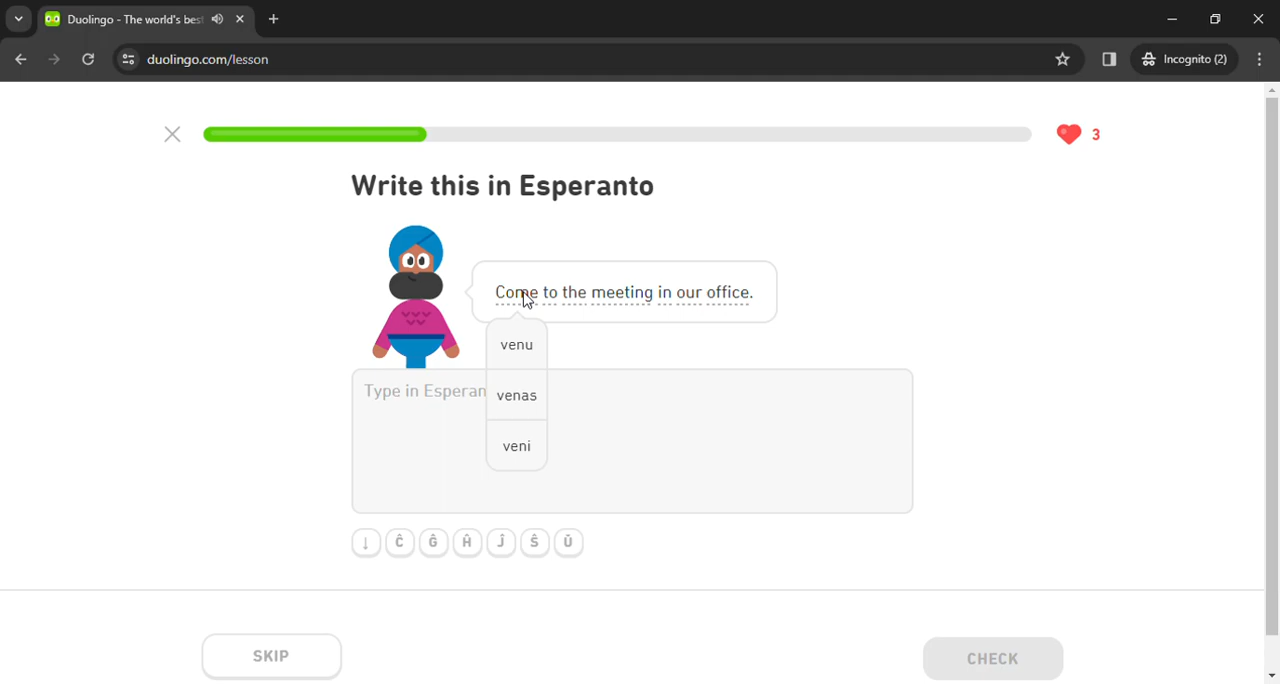 Duolingo - The world's bes
duolingo.com/lesson
Incognito (2)
3
Write this in Esperanto
Come to the meeting in our office.
venu
venas
veni
Type in Esperan
↓ Ĉ Ĝ Ĥ Ĵ Ŝ Ŭ
SKIP
CHECK